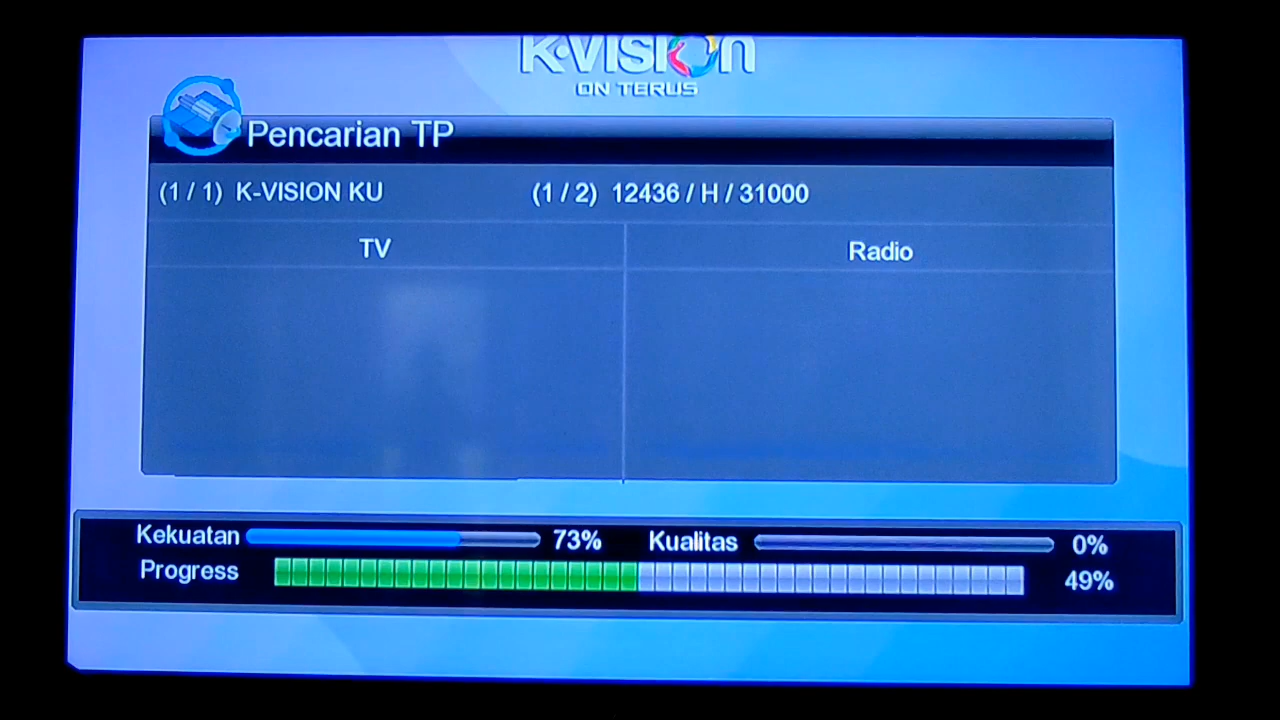 K-VISION
ON TERUS
Pencarian TP
(1 / 1) K-VISION KU (1 / 2) 12436 / H / 31000
TV Radio
Kekuatan 73% Kualitas 0%
Progress 49%